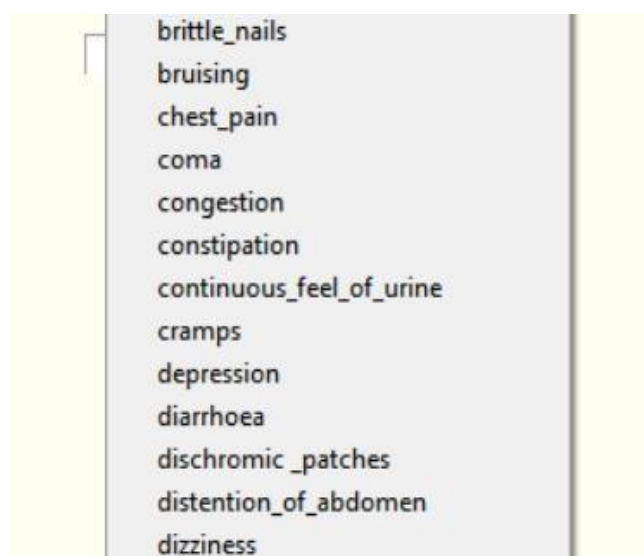 brittle_nails
bruising
chest_pain
coma
congestion
constipation
continuous_feel_of_urine
cramps
depression
diarrhoea
dischromic _patches
distention_of_abdomen
dizziness